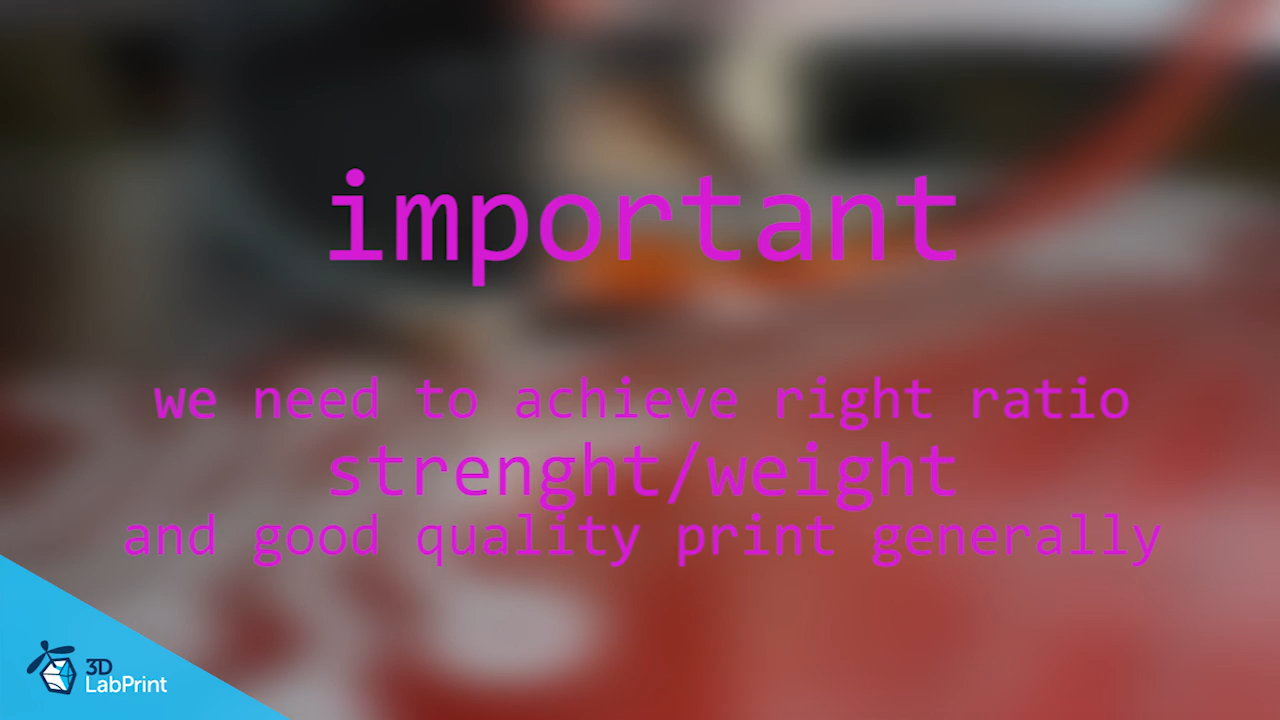 important
we need to achieve right ratio
strenght/weight
and good quality print generally
3D
LabPrint